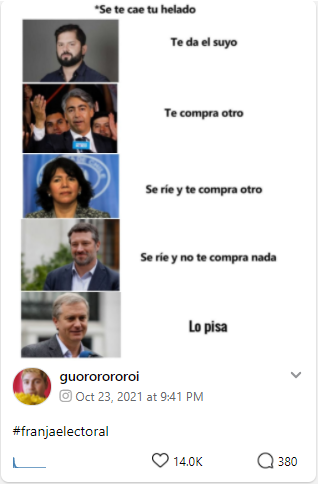 *Se te cae tu helado
Te da el suyo
Te compra otro
Se ríe y te compra otro
Se ríe y no te compra nada
Lo pisa
guororororoi
Oct 23, 2021 at 9:41 PM
#franjaelectoral
14.0K
380